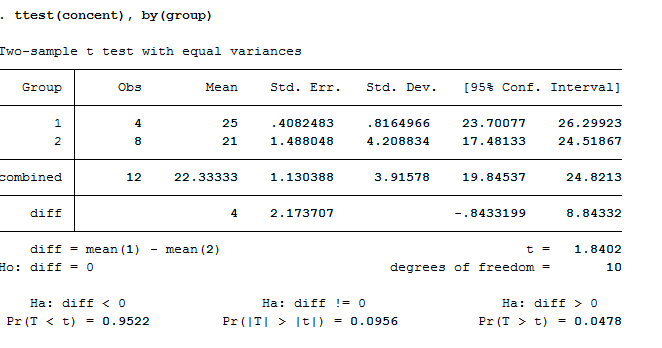 . ttest(concent), by(group)
Two-sample t test with equal variances
Group Obs Mean Std. Err. Std. Dev. [95% Conf. Interval]
1 4 25 .4082483 .8164966 23.70077 26.29923
2 8 21 1.488048 4.208834 17.48133 24.51867
combined 12 22.33333 1.130388 3.91578 19.84537 24.8213
diff 4 2.173707 -.8433199 8.84332
diff = mean(1) - mean(2) t = 1.8402
Ho: diff = 0 degrees of freedom = 10
Ha: diff < 0 Ha: diff != 0 Ha: diff > 0
Pr(T < t) = 0.9522 Pr(|T| > |t|) = 0.0956 Pr(T > t) = 0.0478